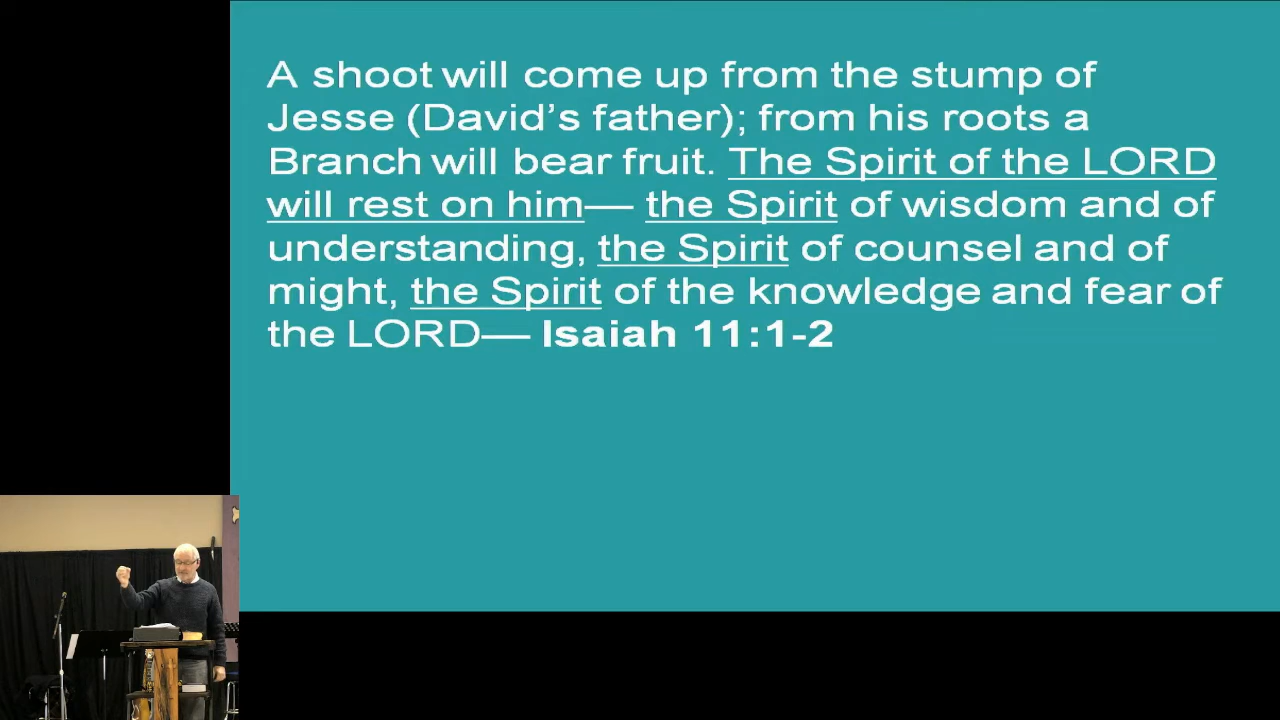 A shoot will come up from the stump of
Jesse (David’s father); from his roots a
Branch will bear fruit. The Spirit of the LORD
will rest on him— the Spirit of wisdom and of
understanding, the Spirit of counsel and of
might, the Spirit of the knowledge and fear of
the LORD— Isaiah 11:1-2